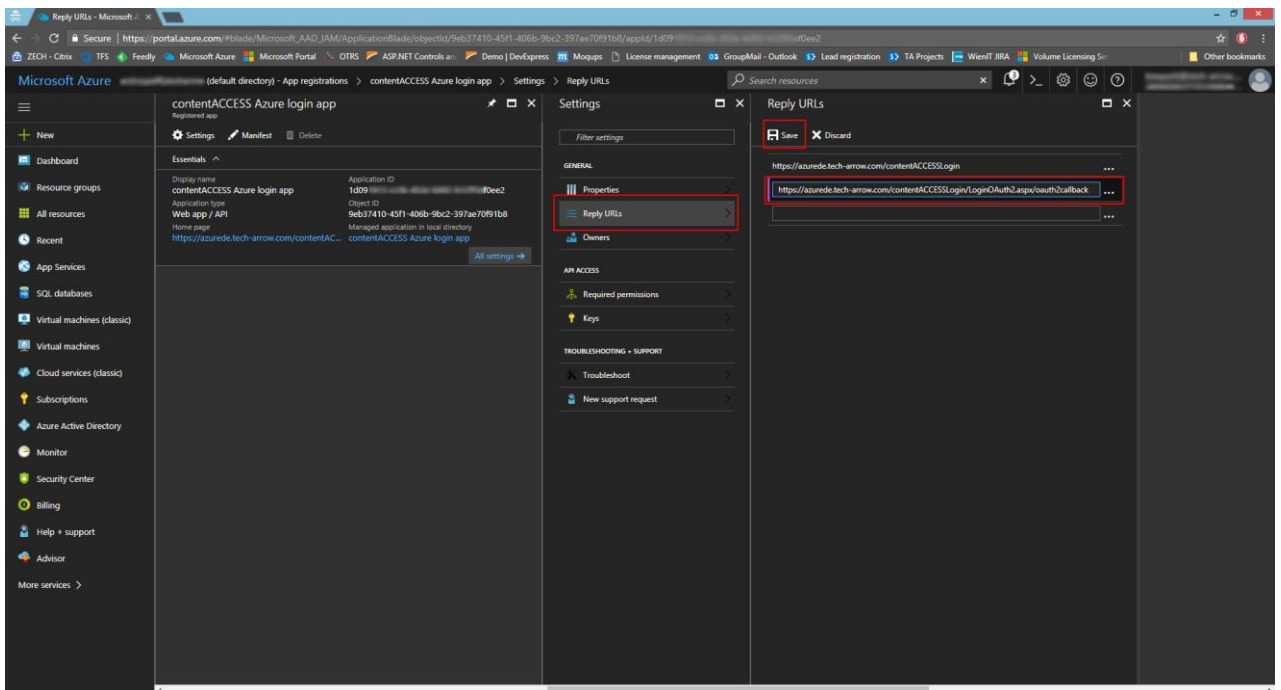 Reply URLs - Microsoft A
Secure | https://portal.azure.com/#blade/Microsoft_AAD_IAM/ApplicationBlade/objectId/9eb37410-45f1-406b-9bc2-397ae70f91b8/appId/1d09 f0ee2
ZECH - Citrix TFS Feedly Microsoft Azure Microsoft Portal OTRS ASP.NET Controls an Demo | DevExpress Moqups License management GroupMail - Outlook Lead registration TA Projects WienIT JIRA Volume Licensing Se Other bookmarks
Microsoft Azure (default directory) - App registrations > contentACCESS Azure login app > Settings > Reply URLs Search resources
New
Dashboard
Resource groups
All resources
Recent
App Services
SQL databases
Virtual machines (classic)
Virtual machines
Cloud services (classic)
Subscriptions
Azure Active Directory
Monitor
Security Center
Billing
Help + support
Advisor
More services >
contentACCESS Azure login app
Registered app
Settings Manifest Delete
Essentials
Display name
contentACCESS Azure login app
Application type
Web app / API
Home page
https://azurede.tech-arrow.com/contentAC...
Application ID
1d09 f0ee2
Object ID
9eb37410-45f1-406b-9bc2-397ae70f91b8
Managed application in local directory
contentACCESS Azure login app
All settings →
Settings
Filter settings
GENERAL
Properties
Reply URLs
Owners
API ACCESS
Required permissions
Keys
TROUBLESHOOTING + SUPPORT
Troubleshoot
New support request
Reply URLs
Save Discard
https://azurede.tech-arrow.com/contentACCESSLogin ...
https://azurede.tech-arrow.com/contentACCESSLogin/LoginOAuth2.aspx/oauth2callback ...
...